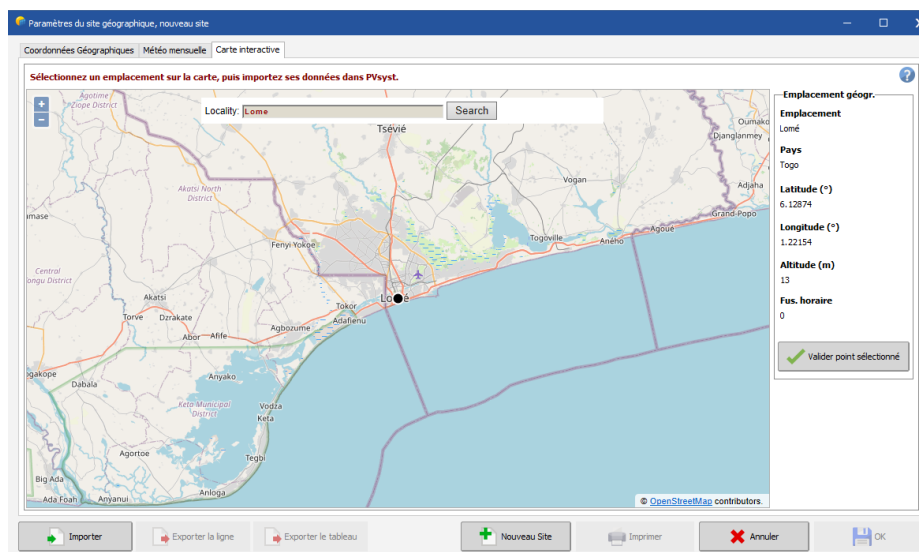 Paramètres du site géographique, nouveau site
Coordonnées Géographiques
Météo mensuelle
Carte interactive
Sélectionnez un emplacement sur la carte, puis importez ses données dans PVsyst.
?
+
−
Locality:
Lome
Search
Agotime
Ziope District
Tsévié
Djanglanmey
Vogan
Akatsi North
District
Adjaha
Grand-Popo
Agoué
Togoville
Aného
Fenyi Yokoe
Central
Lomé
Akatsi
Tokor
Torve
Dzrakate
Adafienu
Agbozume
Abor
Afife
Dabala
Anyako
Keta Municipal
District
Vodza
Keta
Agortoe
Tegbi
Big Ada
Anloga
Ada Foah
Anyanui
© OpenStreetMap contributors.
Emplacement géogr.
Emplacement
Lomé
Pays
Togo
Latitude (°)
6.12874
Longitude (°)
1.22154
Altitude (m)
13
Fus. horaire
0
Valider point sélectionné
Importer
Exporter la ligne
Exporter le tableau
Nouveau Site
Imprimer
Annuler
OK